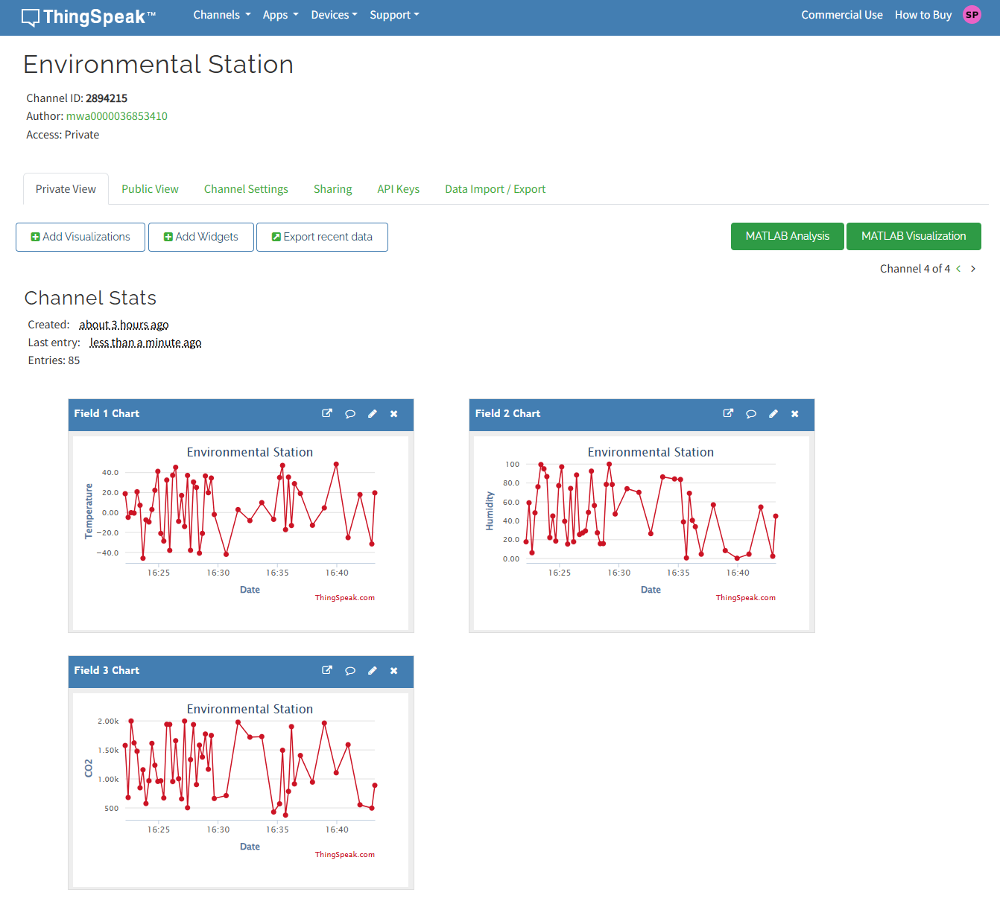 ThingSpeak™ Channels Apps Devices Support Commercial Use How to Buy SP
Environmental Station
Channel ID: 2894215
Author: mwa0000036853410
Access: Private
Private View Public View Channel Settings Sharing API Keys Data Import / Export
Add Visualizations Add Widgets Export recent data MATLAB Analysis MATLAB Visualization
Channel 4 of 4 < >
Channel Stats
Created: about 3 hours ago
Last entry: less than a minute ago
Entries: 85
Field 1 Chart
Environmental Station
Temperature
40.0
20.0
0.00
−20.0
−40.0
16:25 16:30 16:35 16:40
Date
ThingSpeak.com
Field 2 Chart
Environmental Station
Humidity
100
80.0
60.0
40.0
20.0
0.00
16:25 16:30 16:35 16:40
Date
ThingSpeak.com
Field 3 Chart
Environmental Station
CO2
2.00k
1.50k
1.00k
500
16:25 16:30 16:35 16:40
Date
ThingSpeak.com